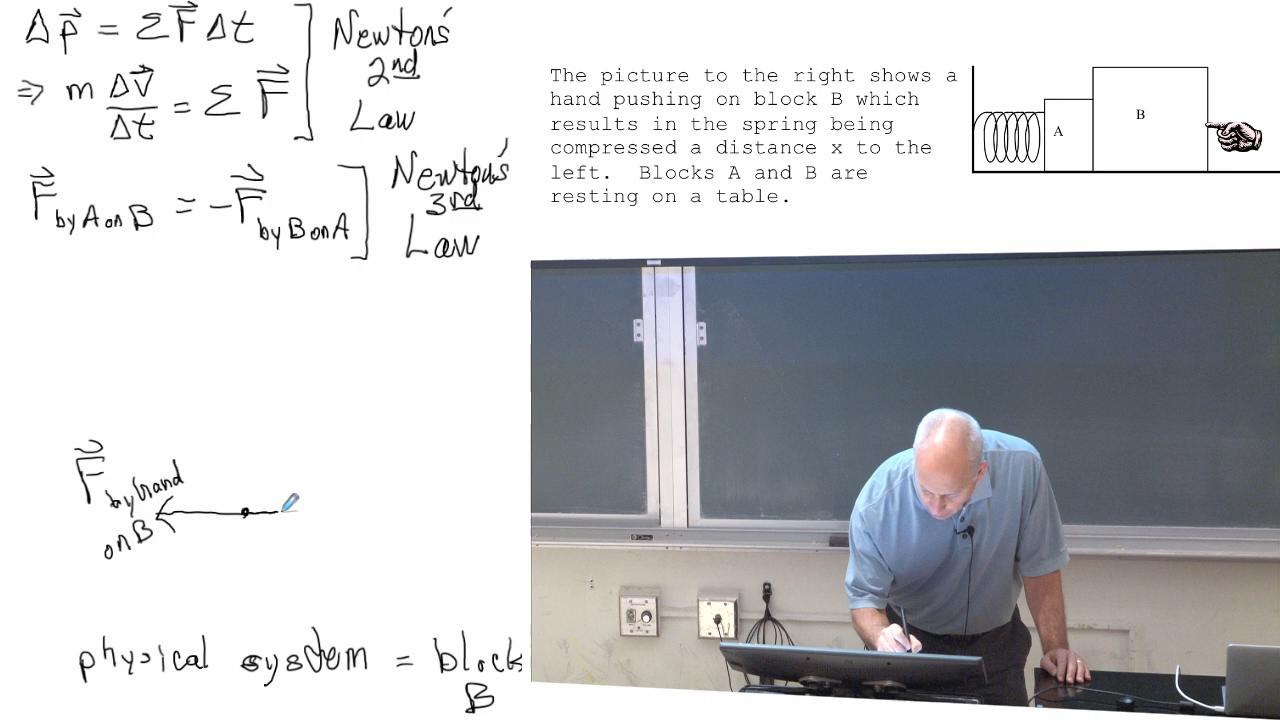 Δp⃗ = ΣF⃗ Δt
⇒ m Δv⃗/Δt = Σ F⃗
Newton's
2nd
Law
F⃗ by A on B = -F⃗ by B on A
Newton's
3rd
Law
The picture to the right shows a
hand pushing on block B which
results in the spring being
compressed a distance x to the
left. Blocks A and B are
resting on a table.
A
B
F⃗ by hand
on B
physical system = block
B